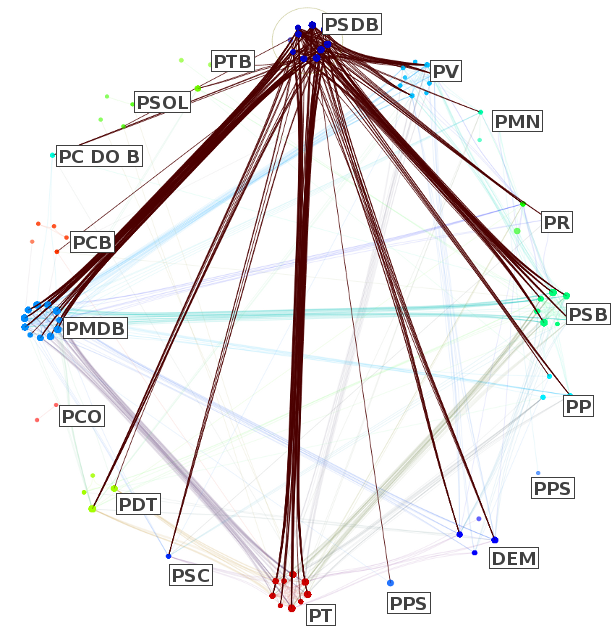 PSDB
PTB
PV
PSOL
PMN
PC DO B
PR
PCB
PSB
PMDB
PP
PCO
PPS
PDT
DEM
PSC
PPS
PT